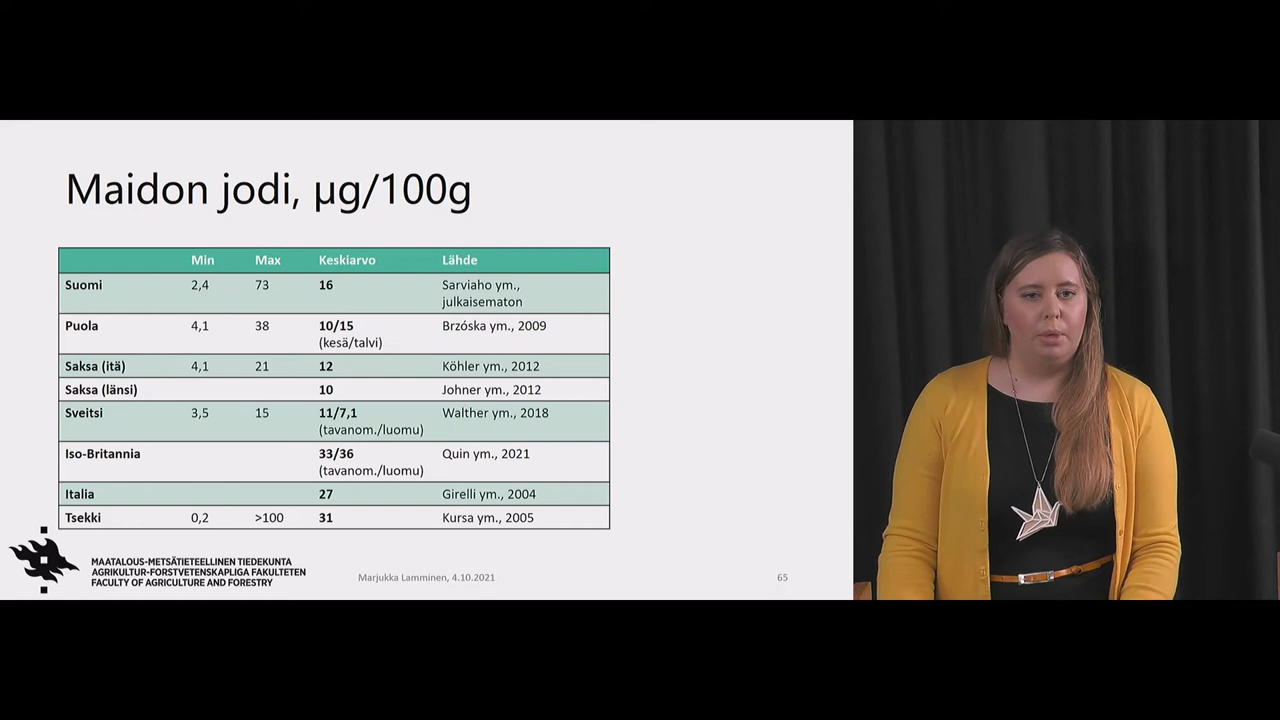 Maidon jodi, µg/100g
Min Max Keskiarvo Lähde
Suomi 2,4 73 16 Sarviaho ym.,
julkaisematon
Puola 4,1 38 10/15 Brzóska ym., 2009
(kesä/talvi)
Saksa (itä) 4,1 21 12 Köhler ym., 2012
Saksa (länsi) 10 Johner ym., 2012
Sveitsi 3,5 15 11/7,1 Walther ym., 2018
(tavanom./luomu)
Iso-Britannia 33/36 Quin ym., 2021
(tavanom./luomu)
Italia 27 Girelli ym., 2004
Tsekki 0,2 >100 31 Kursa ym., 2005
MAATALOUS-METSÄTIETEELLINEN TIEDEKUNTA
AGRIKULTUR-FORSTVETENSKAPLIGA FAKULTETEN
FACULTY OF AGRICULTURE AND FORESTRY
Marjukka Lamminen, 4.10.2021
65